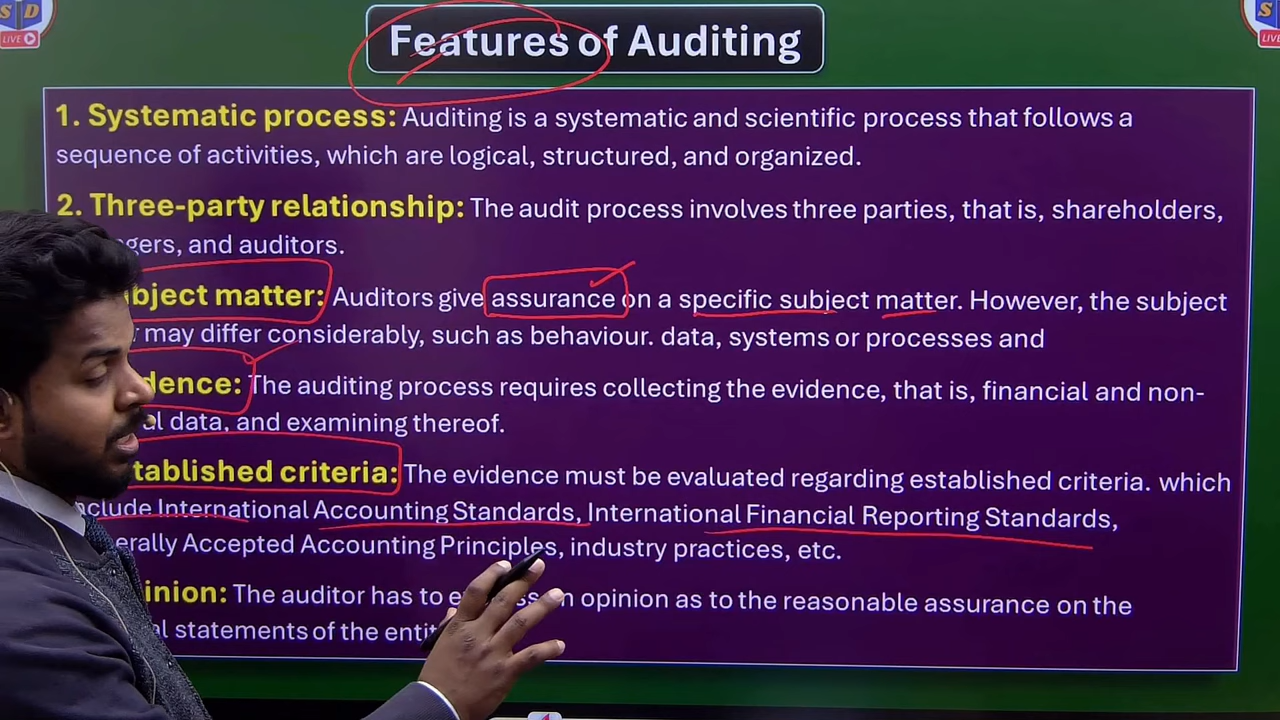 SD
LIVE
S
LIVE
Features of Auditing
1. Systematic process: Auditing is a systematic and scientific process that follows a
sequence of activities, which are logical, structured, and organized.
2. Three-party relationship: The audit process involves three parties, that is, shareholders,
gers, and auditors.
bject matter: Auditors give assurance on a specific subject matter. However, the subject
may differ considerably, such as behaviour. data, systems or processes and
dence: The auditing process requires collecting the evidence, that is, financial and non-
al data, and examining thereof.
tablished criteria: The evidence must be evaluated regarding established criteria. which
nclude International Accounting Standards, International Financial Reporting Standards,
erally Accepted Accounting Principles, industry practices, etc.
inion: The auditor has to an opinion as to the reasonable assurance on the
al statements of the entit